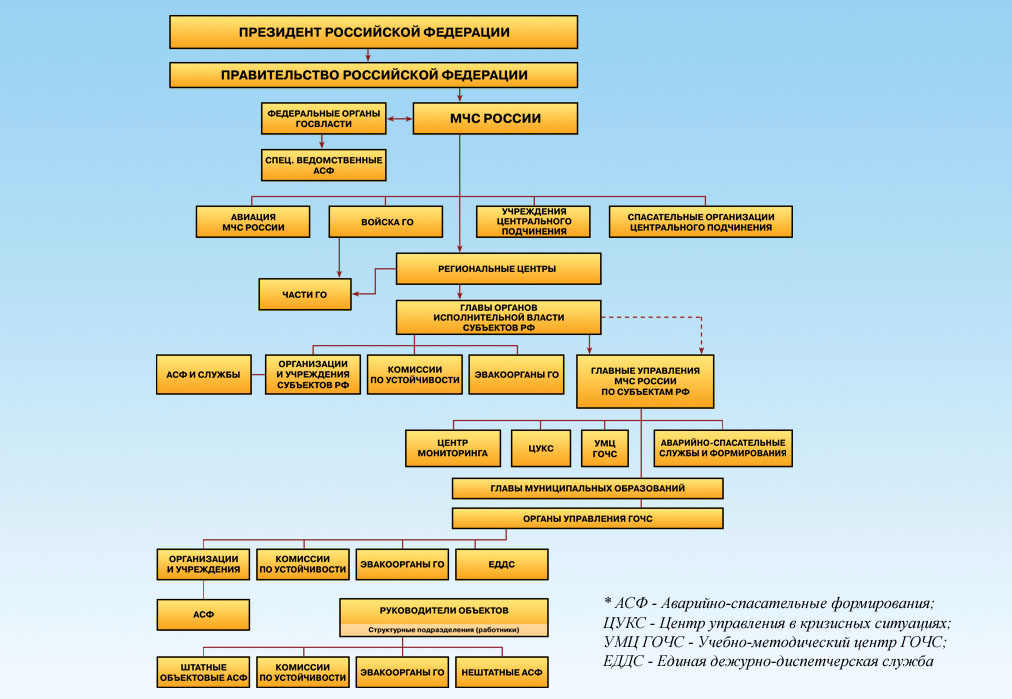 ПРЕЗИДЕНТ РОССИЙСКОЙ ФЕДЕРАЦИИ
ПРАВИТЕЛЬСТВО РОССИЙСКОЙ ФЕДЕРАЦИИ
ФЕДЕРАЛЬНЫЕ ОРГАНЫ
ГОСВЛАСТИ
МЧС РОССИИ
СПЕЦ. ВЕДОМСТВЕННЫЕ
АСФ
АВИАЦИЯ
МЧС РОССИИ
ВОЙСКА ГО
УЧРЕЖДЕНИЯ
ЦЕНТРАЛЬНОГО
ПОДЧИНЕНИЯ
СПАСАТЕЛЬНЫЕ ОРГАНИЗАЦИИ
ЦЕНТРАЛЬНОГО ПОДЧИНЕНИЯ
РЕГИОНАЛЬНЫЕ ЦЕНТРЫ
ЧАСТИ ГО
ГЛАВЫ ОРГАНОВ
ИСПОЛНИТЕЛЬНОЙ ВЛАСТИ
СУБЪЕКТОВ РФ
АСФ И СЛУЖБЫ
ОРГАНИЗАЦИИ
И УЧРЕЖДЕНИЯ
СУБЪЕКТОВ РФ
КОМИССИИ
ПО УСТОЙЧИВОСТИ
ЭВАКООРГАНЫ ГО
ГЛАВНЫЕ УПРАВЛЕНИЯ
МЧС РОССИИ
ПО СУБЪЕКТАМ РФ
ЦЕНТР
МОНИТОРИНГА
ЦУКС
УМЦ
ГОЧС
АВАРИЙНО-СПАСАТЕЛЬНЫЕ
СЛУЖБЫ И ФОРМИРОВАНИЯ
ГЛАВЫ МУНИЦИПАЛЬНЫХ ОБРАЗОВАНИЙ
ОРГАНЫ УПРАВЛЕНИЯ ГОЧС
ОРГАНИЗАЦИИ
И УЧРЕЖДЕНИЯ
КОМИССИИ
ПО УСТОЙЧИВОСТИ
ЭВАКООРГАНЫ ГО
ЕДДС
АСФ
РУКОВОДИТЕЛИ ОБЪЕКТОВ
Структурные подразделения (работники)
ШТАТНЫЕ
ОБЪЕКТОВЫЕ АСФ
КОМИССИИ
ПО УСТОЙЧИВОСТИ
ЭВАКООРГАНЫ ГО
НЕШТАТНЫЕ АСФ
* АСФ - Аварийно-спасательные формирования;
ЦУКС - Центр управления в кризисных ситуациях;
УМЦ ГОЧС - Учебно-методический центр ГОЧС;
ЕДДС - Единая дежурно-диспетчерская служба